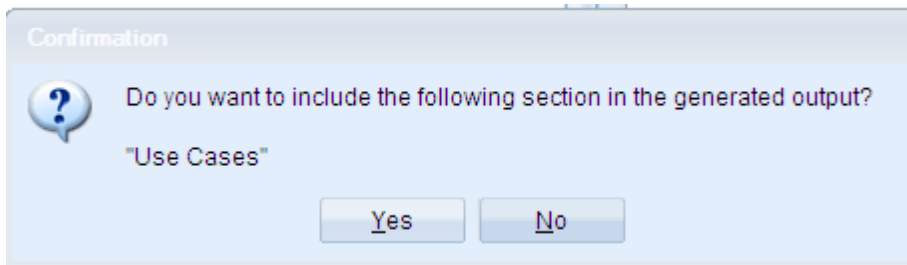 Confirmation
Do you want to include the following section in the generated output?
"Use Cases"
Yes
No